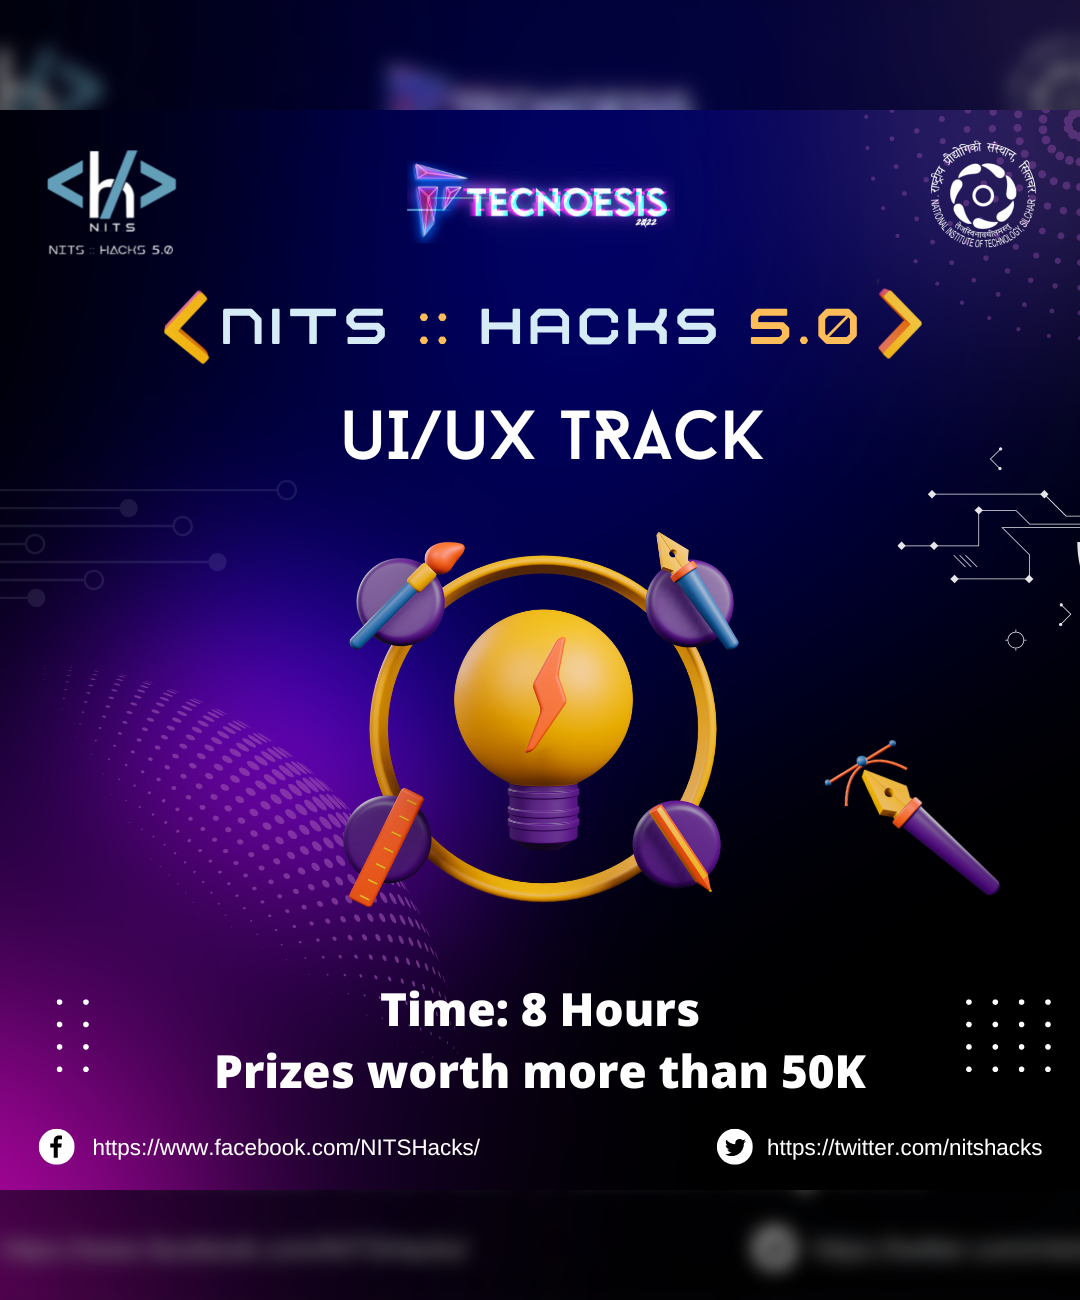 NITS
NITS :: HACKS 5.0
TECNOESIS
2022
राष्ट्रीय प्रौद्योगिकी संस्थान, सिलचर
NATIONAL INSTITUTE OF TECHNOLOGY, SILCHAR
NITS :: HACKS 5.0
UI/UX TRACK
Time: 8 Hours
Prizes worth more than 50K
https://www.facebook.com/NITSHacks/
https://twitter.com/nitshacks